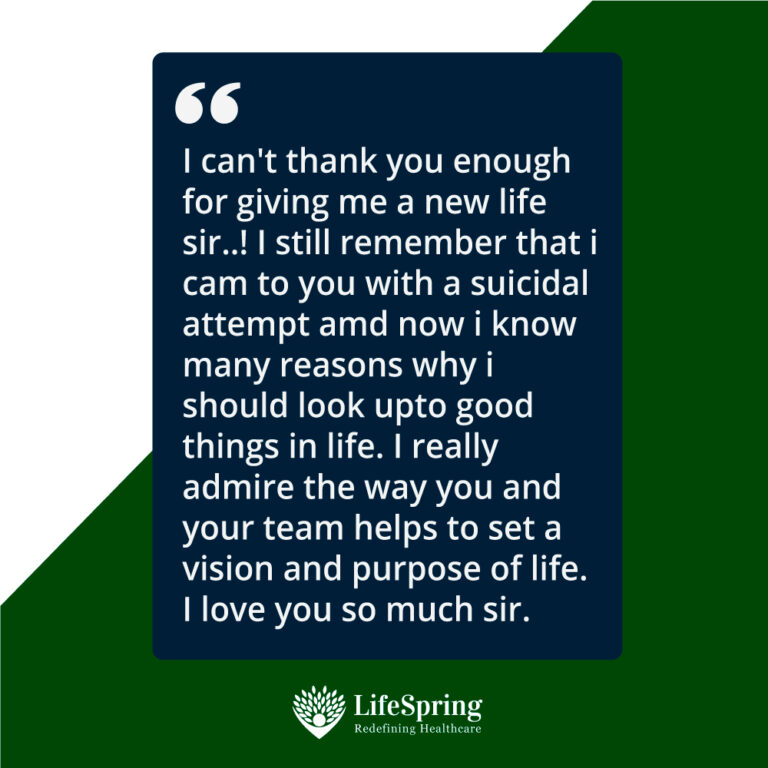 “
I can't thank you enough
for giving me a new life
sir..! I still remember that i
cam to you with a suicidal
attempt amd now i know
many reasons why i
should look upto good
things in life. I really
admire the way you and
your team helps to set a
vision and purpose of life.
I love you so much sir.
LifeSpring
Redefining Healthcare